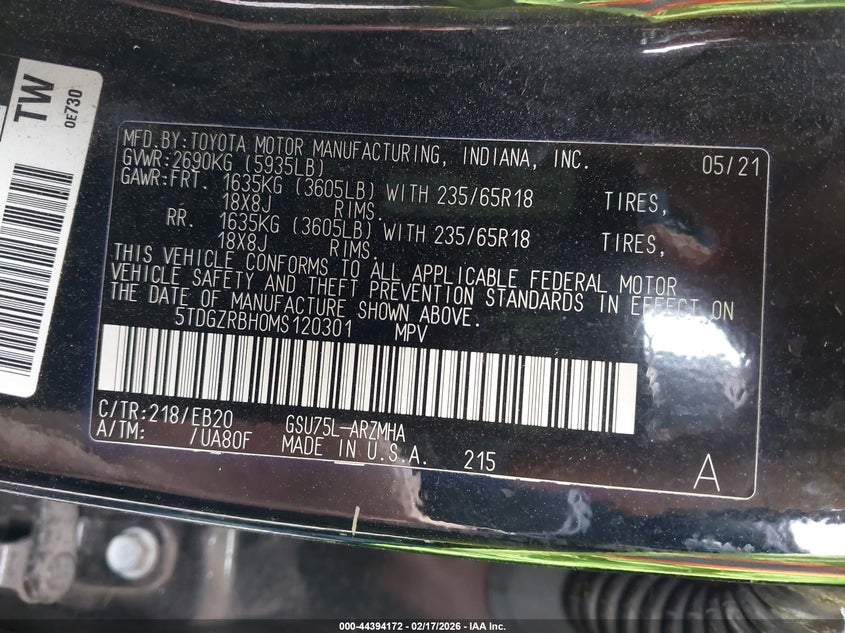 TW
0E730
MFD.BY:TOYOTA MOTOR MANUFACTURING, INDIANA, INC. 05/21
GVWR:2690KG (5935LB)
GAWR:FRT. 1635KG (3605LB) WITH 235/65R18 TIRES,
18X8J RIMS.
RR. 1635KG (3605LB) WITH 235/65R18 TIRES,
18X8J RIMS.
THIS VEHICLE CONFORMS TO ALL APPLICABLE FEDERAL MOTOR
VEHICLE SAFETY AND THEFT PREVENTION STANDARDS IN EFFECT ON
THE DATE OF MANUFACTURE SHOWN ABOVE.
5TDGZRBH0MS120301 MPV
C/TR:218/EB20 GSU75L-ARZMHA
A/TM: /UA80F MADE IN U.S.A. 215
A
000-44394172 - 02/17/2026 - IAA Inc.